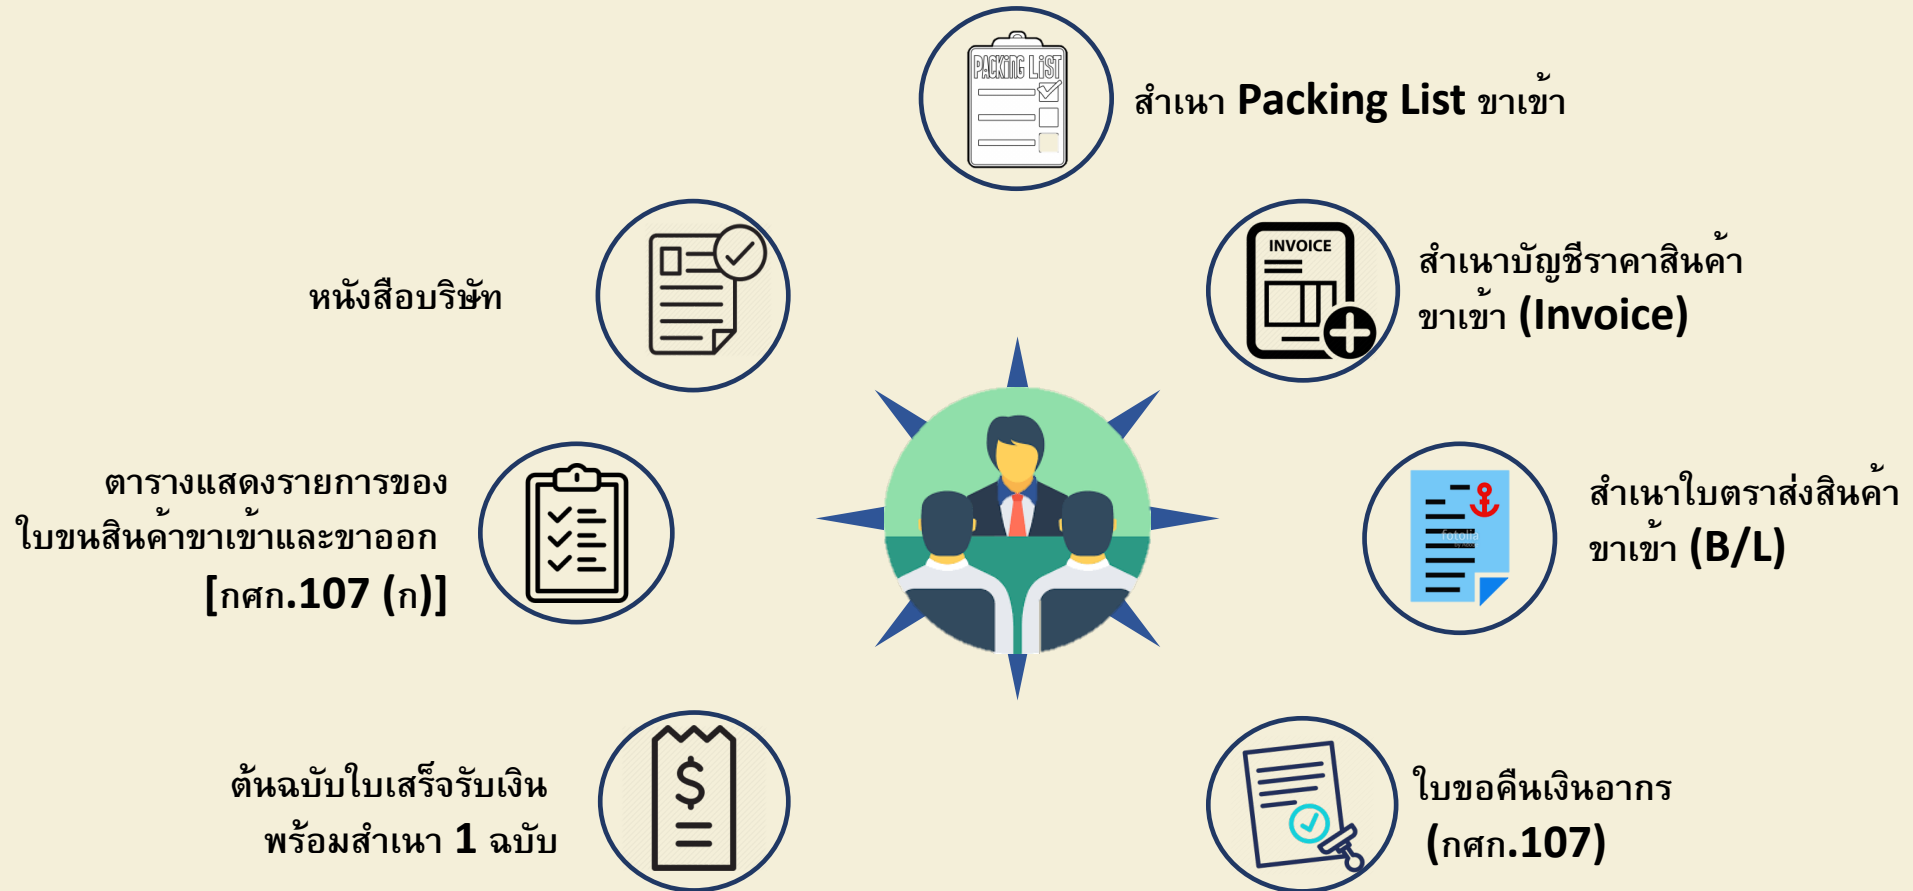 PACKING LIST
สำเนา Packing List ขาเข้า
หนังสือบริษัท
INVOICE
สำเนาบัญชีราคาสินค้า
ขาเข้า (Invoice)
ตารางแสดงรายการของ
ใบขนสินค้าขาเข้าและขาออก
[กศก.107 (ก)]
fotolia
สำเนาใบตราส่งสินค้า
ขาเข้า (B/L)
ต้นฉบับใบเสร็จรับเงิน
พร้อมสำเนา 1 ฉบับ
$
ใบขอคืนเงินอากร
(กศก.107)